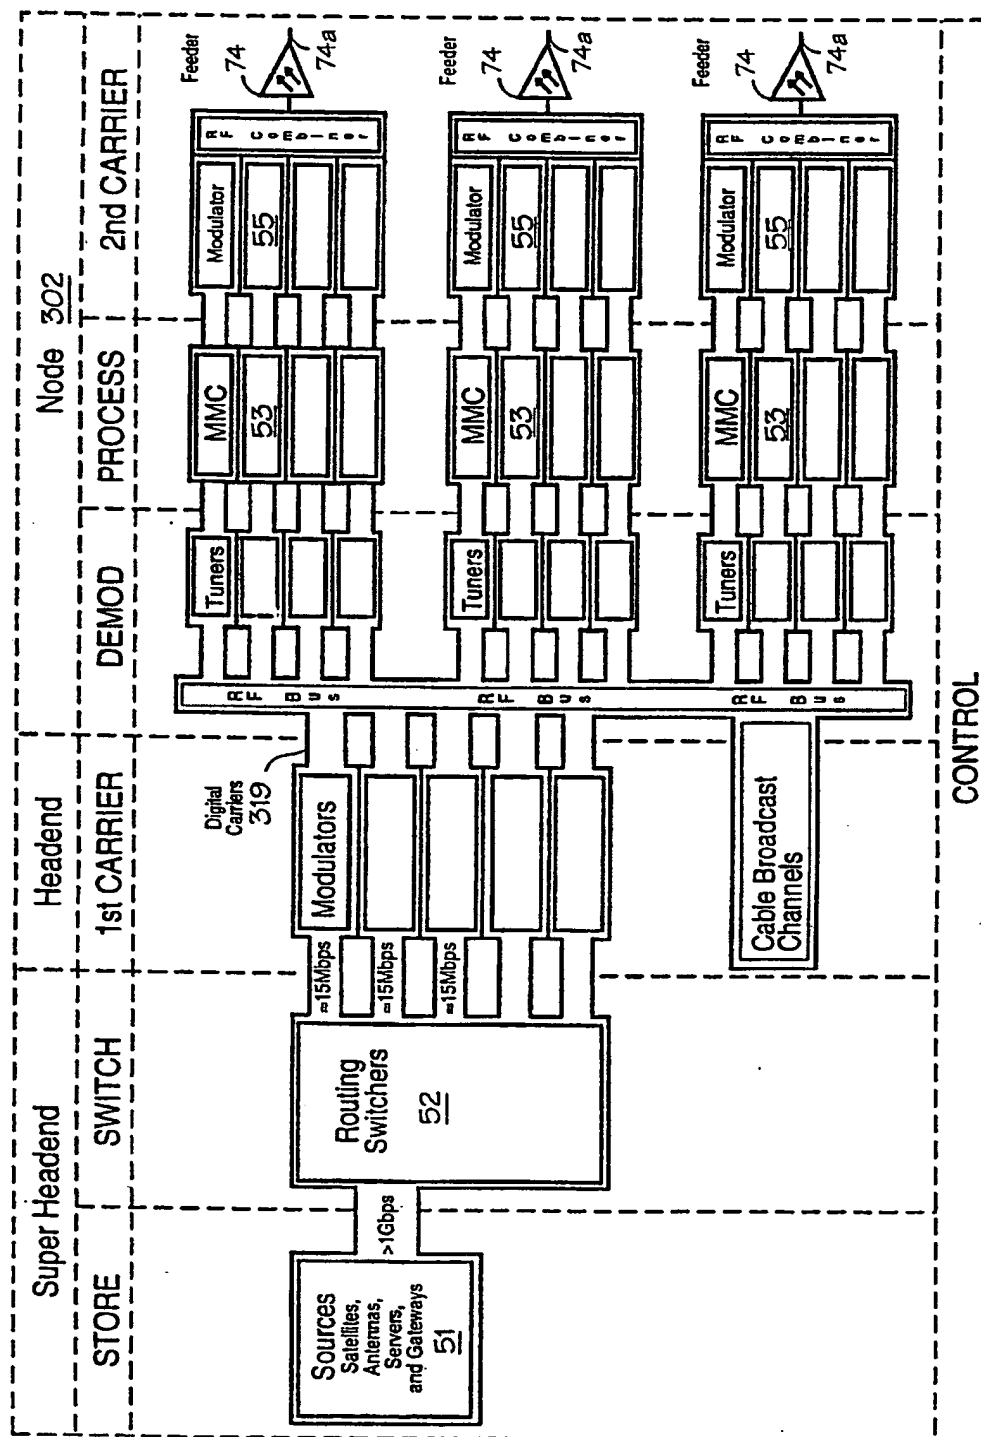 Super Headend
Headend
Node 302
STORE
SWITCH
1st CARRIER
DEMOD
PROCESS
2nd CARRIER
Sources
Satellites,
Antennas,
Servers,
and Gateways
51
>1Gbps
Routing
Switchers
52
≈15Mbps
≈15Mbps
≈15Mbps
Digital
Carriers
319
Modulators
Cable Broadcast
Channels
RF Bus
RF Bus
RF Bus
Tuners
MMC
53
Modulator
55
RF Combiner
Feeder
74
74a
Tuners
MMC
53
Modulator
55
RF Combiner
Feeder
74
74a
Tuners
MMC
53
Modulator
55
RF Combiner
Feeder
74
74a
CONTROL